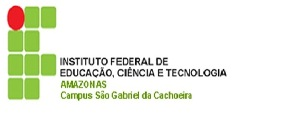 INSTITUTO FEDERAL DE
EDUCAÇÃO, CIÊNCIA E TECNOLOGIA
AMAZONAS
Campus São Gabriel da Cachoeira